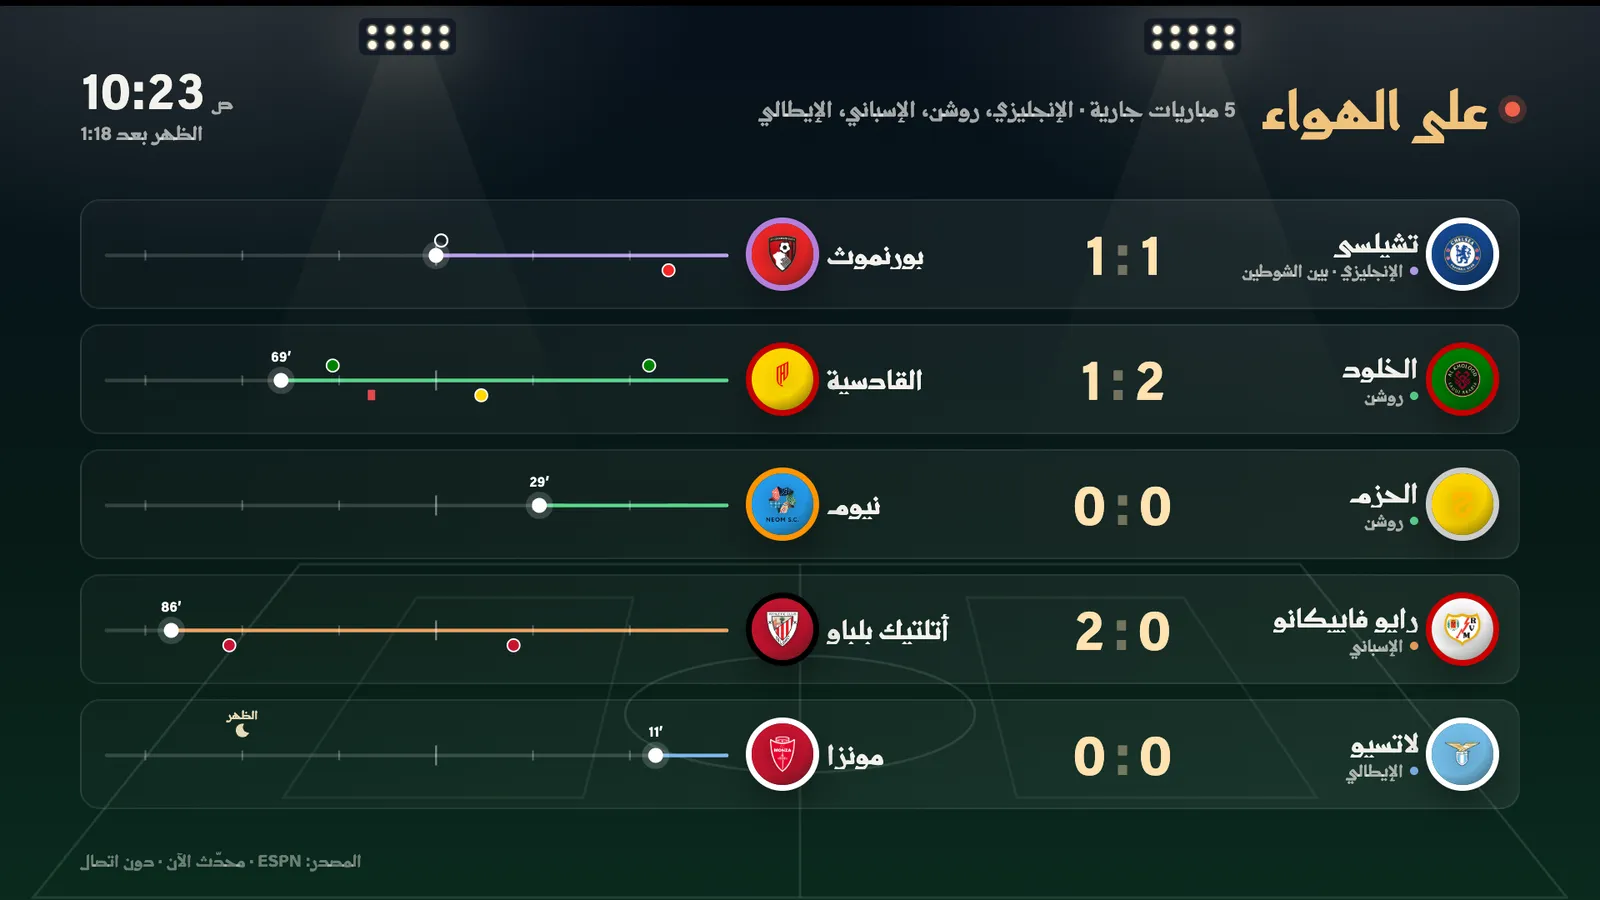 على الهواء
5 مباريات جارية · الإنجليزي، روشن، الإسباني، الإيطالي
10:23 ص
الظهر بعد 1:18
تشيلسي
الإنجليزي · بين الشوطين
1 : 1
بورنموث
الخلود
روشن
1 : 2
القادسية
69′
الحزم
روشن
0 : 0
نيوم
NEOM S.C.
29′
رايو فاييكانو
الإسباني
2 : 0
أتلتيك بلباو
86′
لاتسيو
الإيطالي
0 : 0
مونزا
MONZA
11′
الظهر
المصدر: ESPN · محدّث الآن · دون اتصال